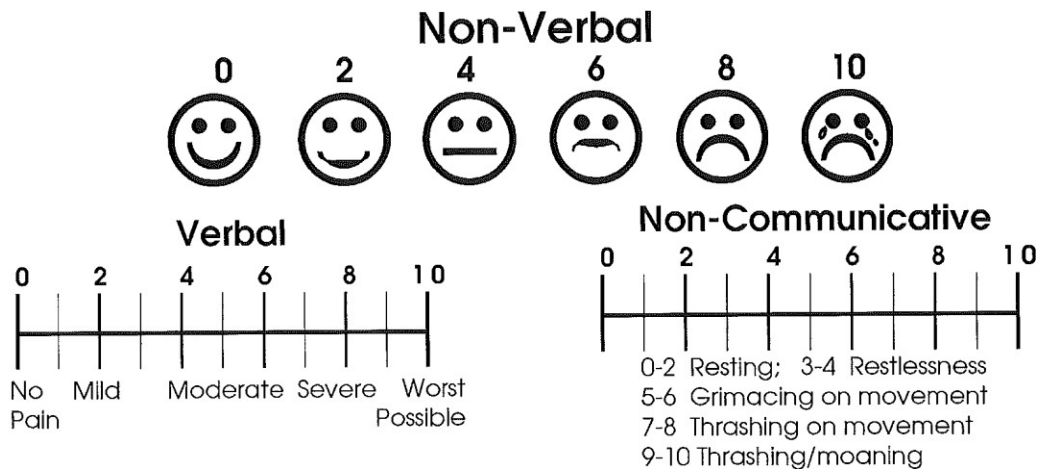 Non-Verbal
0 2 4 6 8 10
Verbal
0 2 4 6 8 10
No Mild Moderate Severe Worst
Pain Possible
Non-Communicative
0 2 4 6 8 10
0-2 Resting; 3-4 Restlessness
5-6 Grimacing on movement
7-8 Thrashing on movement
9-10 Thrashing/moaning